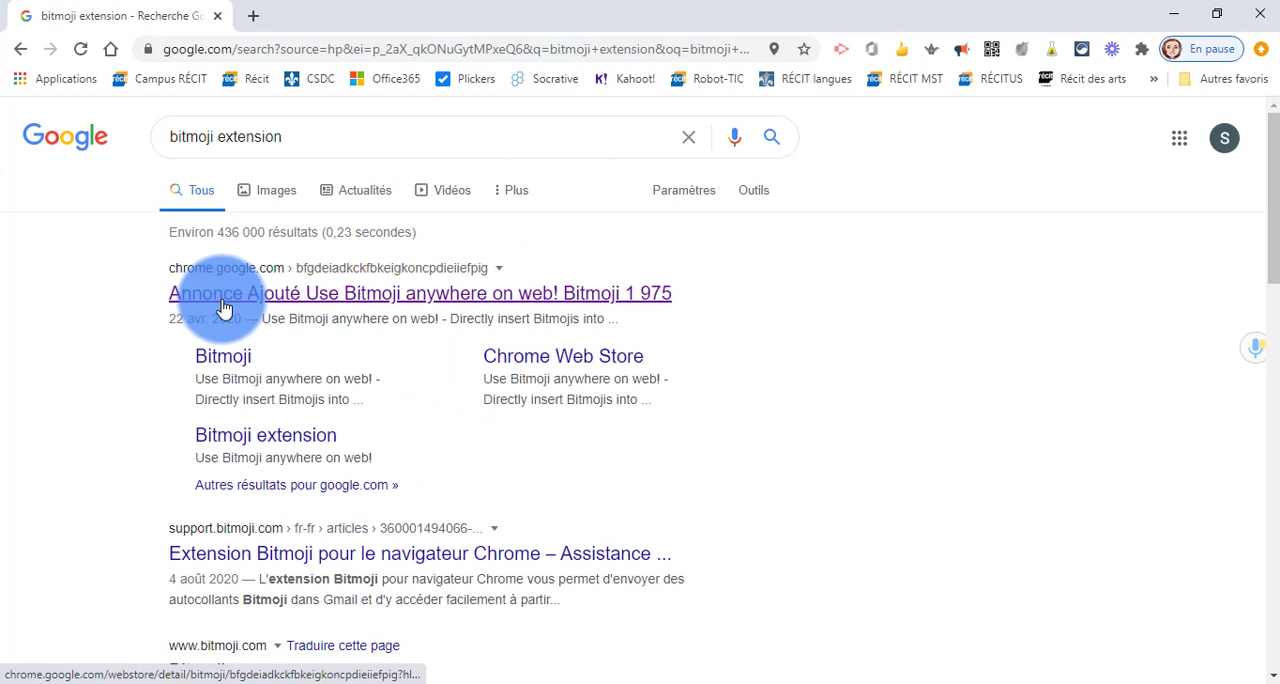 bitmoji extension - Recherche Go
google.com/search?source=hp&ei=p_2aX_qkONuGytMPxeQ6&q=bitmoji+extension&oq=bitmoji+...
En pause
Applications
Campus RÉCIT
Récit
CSDC
Office365
Plickers
Socrative
K! Kahoot!
Robot-TIC
RÉCIT langues
RÉCIT MST
RÉCITUS
Récit des arts
»
Autres favoris
Google
bitmoji extension
S
Tous
Images
Actualités
Vidéos
Plus
Paramètres
Outils
Environ 436 000 résultats (0,23 secondes)
chrome.google.com › bfgdeiadkckfbkeigkoncpdieiiefpig
Annonce Ajouté Use Bitmoji anywhere on web! Bitmoji 1 975
22 avr. 2020 — Use Bitmoji anywhere on web! - Directly insert Bitmojis into ...
Bitmoji
Use Bitmoji anywhere on web! -
Directly insert Bitmojis into ...
Chrome Web Store
Use Bitmoji anywhere on web! -
Directly insert Bitmojis into ...
Bitmoji extension
Use Bitmoji anywhere on web!
Autres résultats pour google.com »
support.bitmoji.com › fr-fr › articles › 360001494066-...
Extension Bitmoji pour le navigateur Chrome – Assistance ...
4 août 2020 — L'extension Bitmoji pour navigateur Chrome vous permet d'envoyer des
autocollants Bitmoji dans Gmail et d'y accéder facilement à partir...
www.bitmoji.com
Traduire cette page
chrome.google.com/webstore/detail/bitmoji/bfgdeiadkckfbkeigkoncpdieiiefpig?hl...